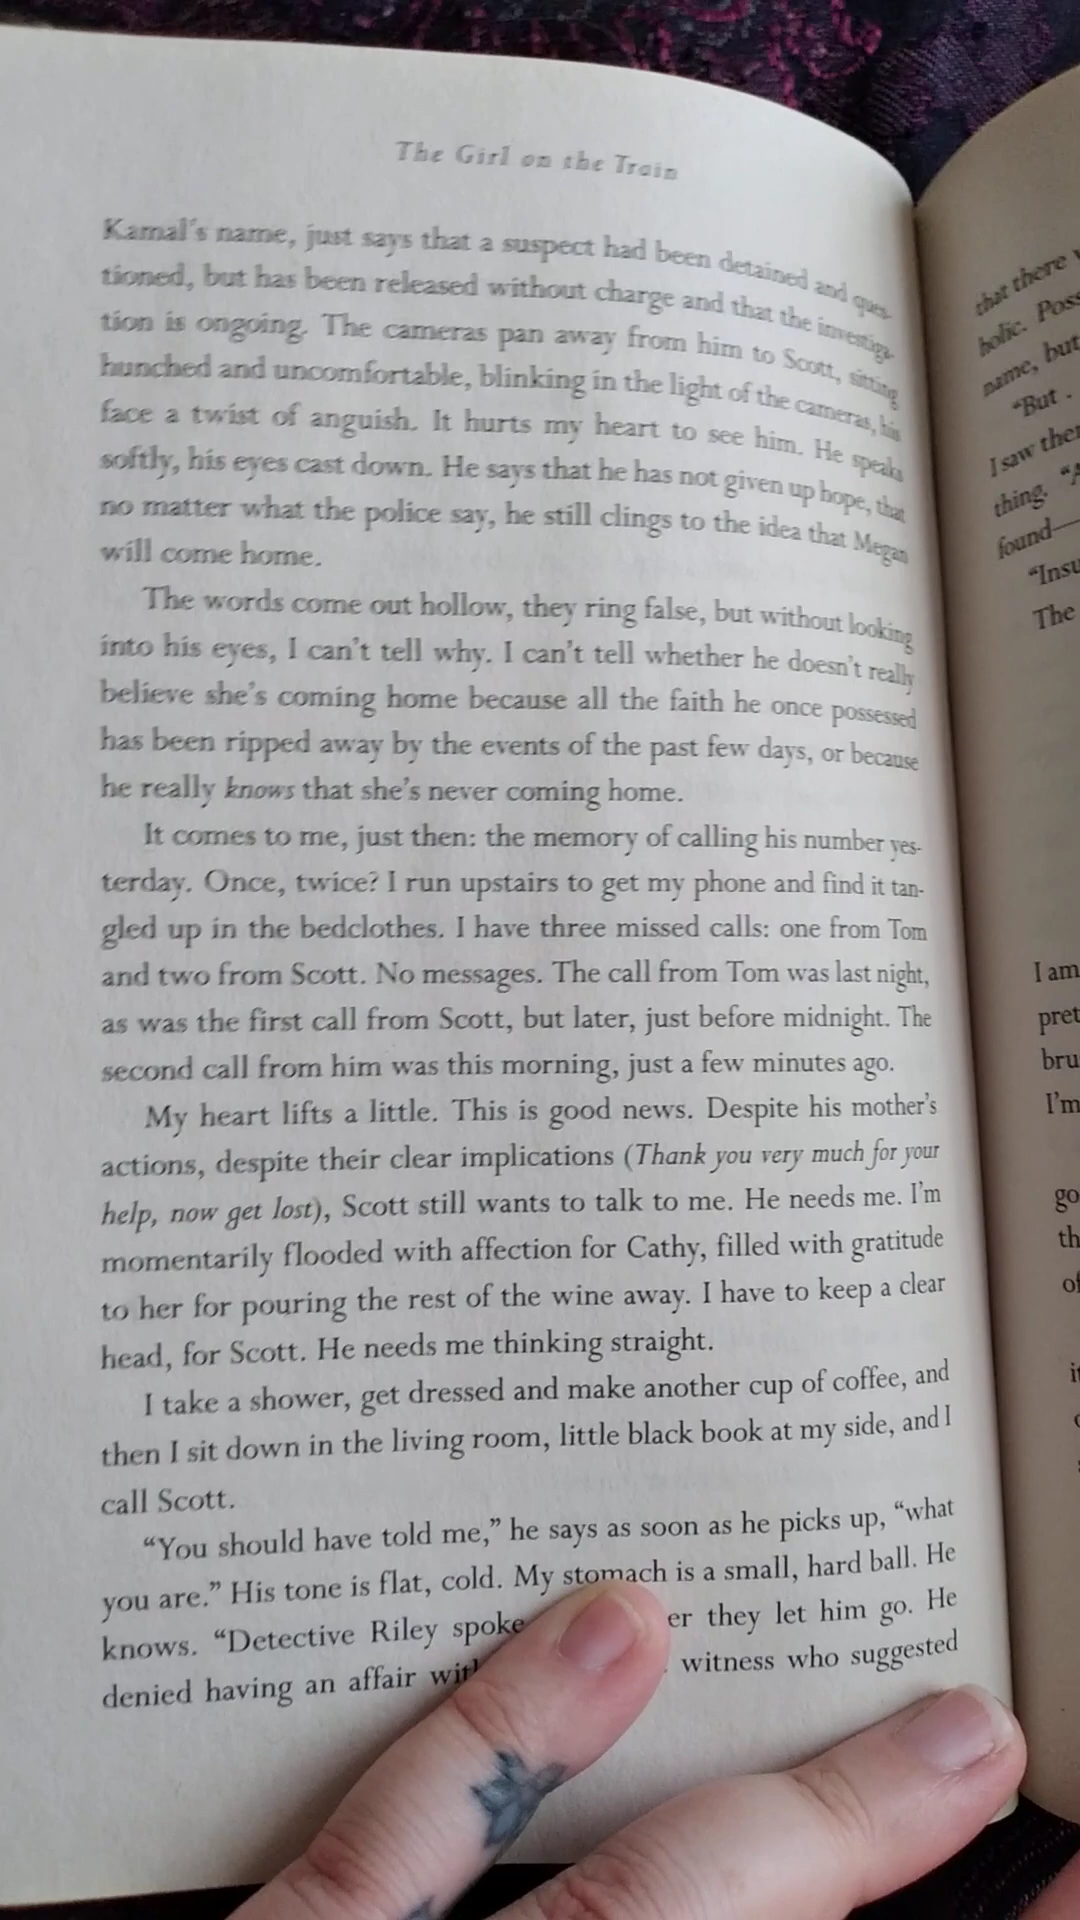 The Girl on the Train
Kamal's name, just says that a suspect had been detained and ques-
tioned, but has been released without charge and that the investiga-
tion is ongoing. The cameras pan away from him to Scott, sitting
hunched and uncomfortable, blinking in the light of the cameras, his
face a twist of anguish. It hurts my heart to see him. He speaks
softly, his eyes cast down. He says that he has not given up hope, that
no matter what the police say, he still clings to the idea that Megan
will come home.
The words come out hollow, they ring false, but without looking
into his eyes, I can't tell why. I can't tell whether he doesn't really
believe she's coming home because all the faith he once possessed
has been ripped away by the events of the past few days, or because
he really knows that she's never coming home.
It comes to me, just then: the memory of calling his number yes-
terday. Once, twice? I run upstairs to get my phone and find it tan-
gled up in the bedclothes. I have three missed calls: one from Tom
and two from Scott. No messages. The call from Tom was last night,
as was the first call from Scott, but later, just before midnight. The
second call from him was this morning, just a few minutes ago.
My heart lifts a little. This is good news. Despite his mother's
actions, despite their clear implications (Thank you very much for your
help, now get lost), Scott still wants to talk to me. He needs me. I'm
momentarily flooded with affection for Cathy, filled with gratitude
to her for pouring the rest of the wine away. I have to keep a clear
head, for Scott. He needs me thinking straight.
I take a shower, get dressed and make another cup of coffee, and
then I sit down in the living room, little black book at my side, and I
call Scott.
"You should have told me," he says as soon as he picks up, "what
you are." His tone is flat, cold. My stomach is a small, hard ball. He
knows. "Detective Riley spoke they let him go. He
denied having an affair witness who suggested
that there
holic. Poss
name, but
"But .
I saw
thing.
found—
"Insu
The
I am
pret
bru
I'm
go
th
of